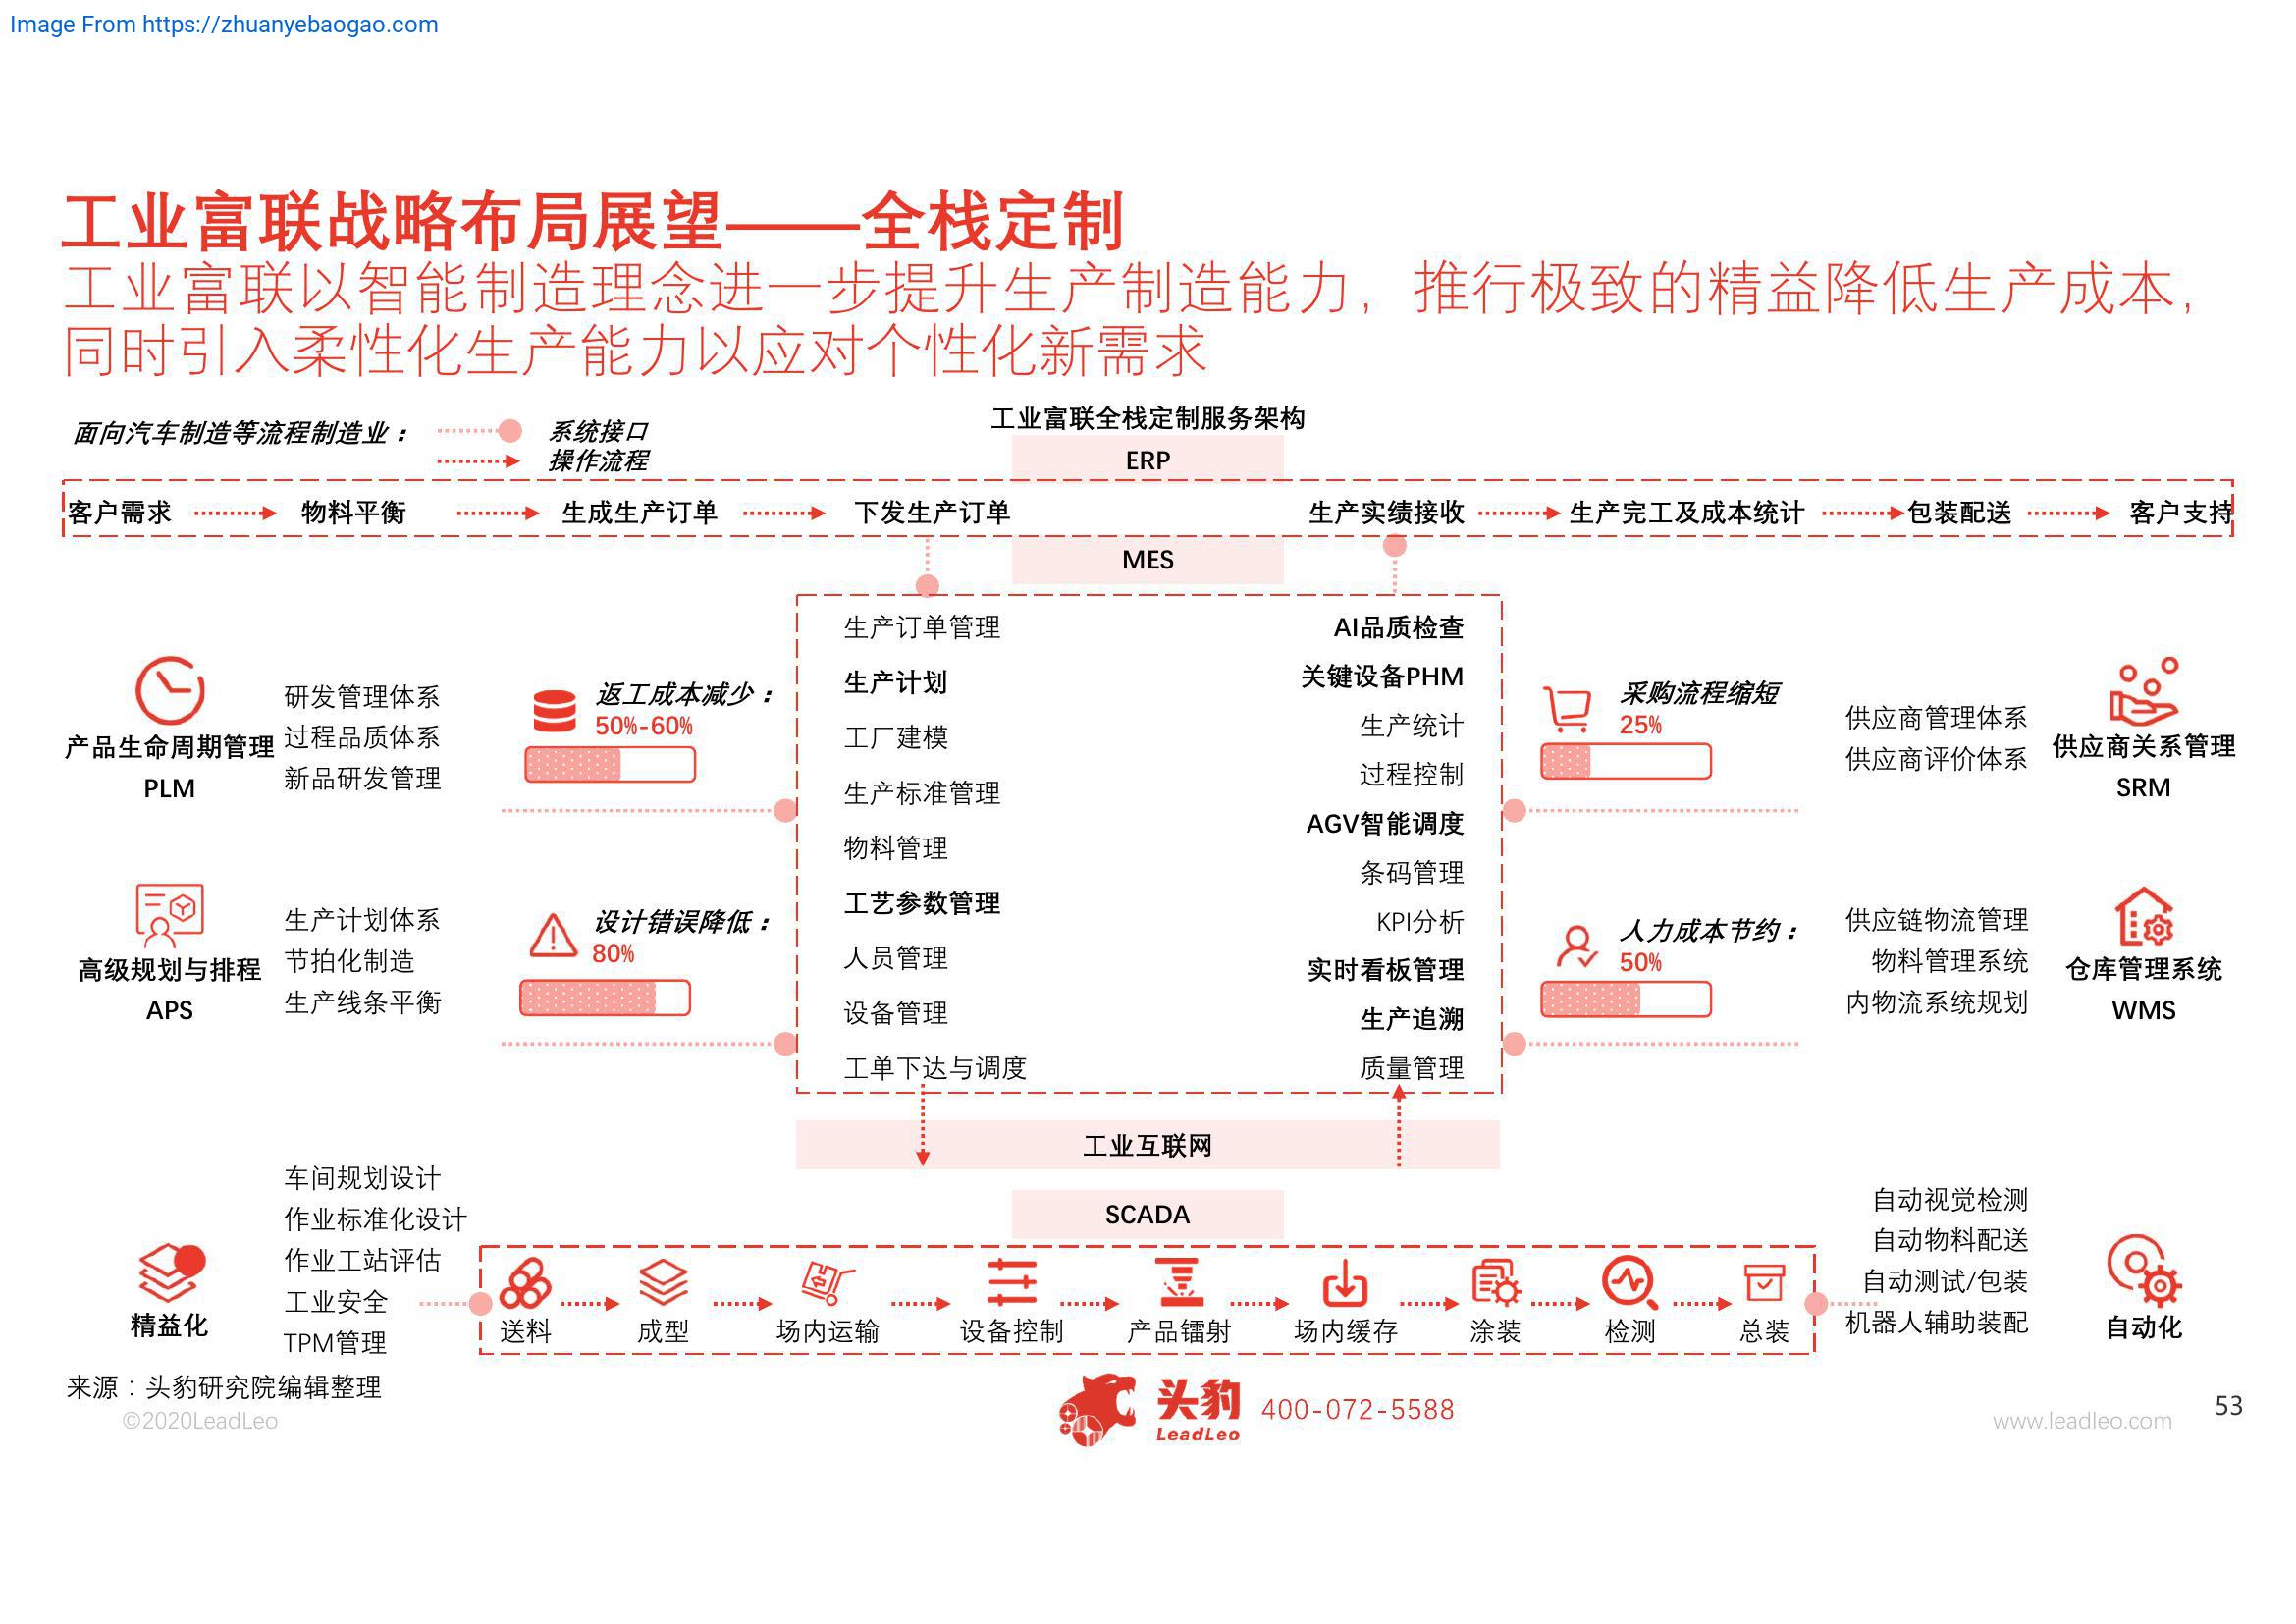 Image From https://zhuanyebaogao.com
工业富联战略布局展望——全栈定制
工业富联以智能制造理念进一步提升生产制造能力，推行极致的精益降低生产成本，
同时引入柔性化生产能力以应对个性化新需求
面向汽车制造等流程制造业：
系统接口
操作流程
工业富联全栈定制服务架构
ERP
客户需求 物料平衡 生成生产订单 下发生产订单 生产实绩接收 生产完工及成本统计 包装配送 客户支持
MES
产品生命周期管理
PLM
研发管理体系
过程品质体系
新品研发管理
返工成本减少：
50%-60%
高级规划与排程
APS
生产计划体系
节拍化制造
生产线条平衡
设计错误降低：
80%
生产订单管理
生产计划
工厂建模
生产标准管理
物料管理
工艺参数管理
人员管理
设备管理
工单下达与调度
AI品质检查
关键设备PHM
生产统计
过程控制
AGV智能调度
条码管理
KPI分析
实时看板管理
生产追溯
质量管理
采购流程缩短
25%
供应商管理体系
供应商评价体系
供应商关系管理
SRM
人力成本节约：
50%
供应链物流管理
物料管理系统
内物流系统规划
仓库管理系统
WMS
工业互联网
SCADA
精益化
车间规划设计
作业标准化设计
作业工站评估
工业安全
TPM管理
送料 成型 场内运输 设备控制 产品镭射 场内缓存 涂装 检测 总装
自动视觉检测
自动物料配送
自动测试/包装
机器人辅助装配
自动化
来源：头豹研究院编辑整理
©2020LeadLeo
头豹
LeadLeo
400-072-5588
www.leadleo.com
53